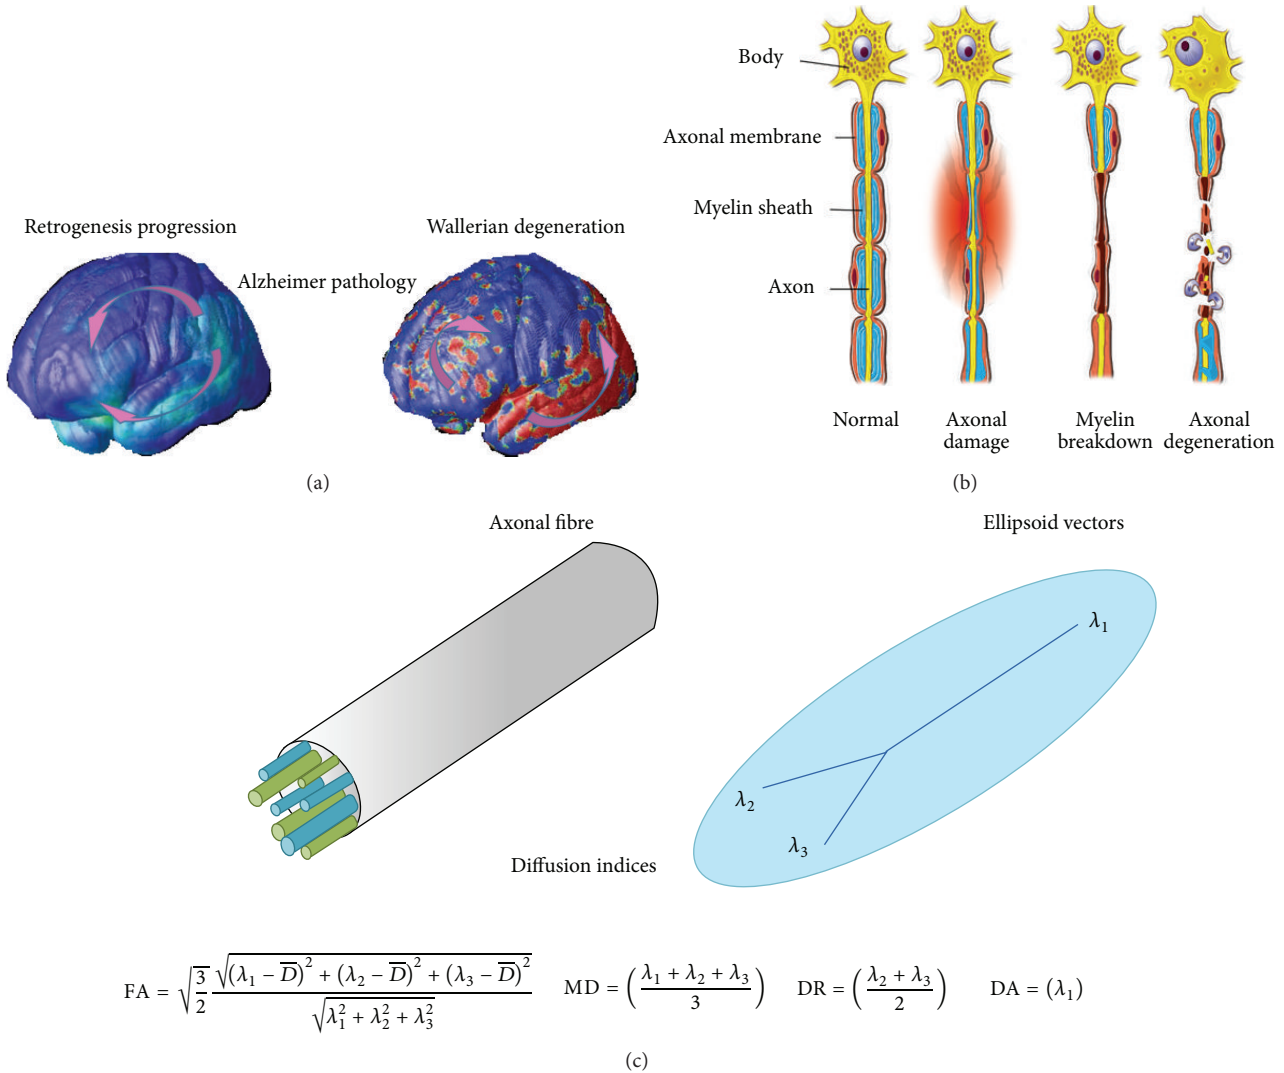 Retrogenesis progression
Alzheimer pathology
Wallerian degeneration
(a)
Body
Axonal membrane
Myelin sheath
Axon
Normal
Axonal
damage
Myelin
breakdown
Axonal
degeneration
(b)
Axonal fibre
Ellipsoid vectors
λ₁
λ₂
λ₃
Diffusion indices
FA = √(3/2) √((λ₁ − D̅)² + (λ₂ − D̅)² + (λ₃ − D̅)²) / √(λ₁² + λ₂² + λ₃²)
MD = ((λ₁ + λ₂ + λ₃)/3)
DR = ((λ₂ + λ₃)/2)
DA = (λ₁)
(c)